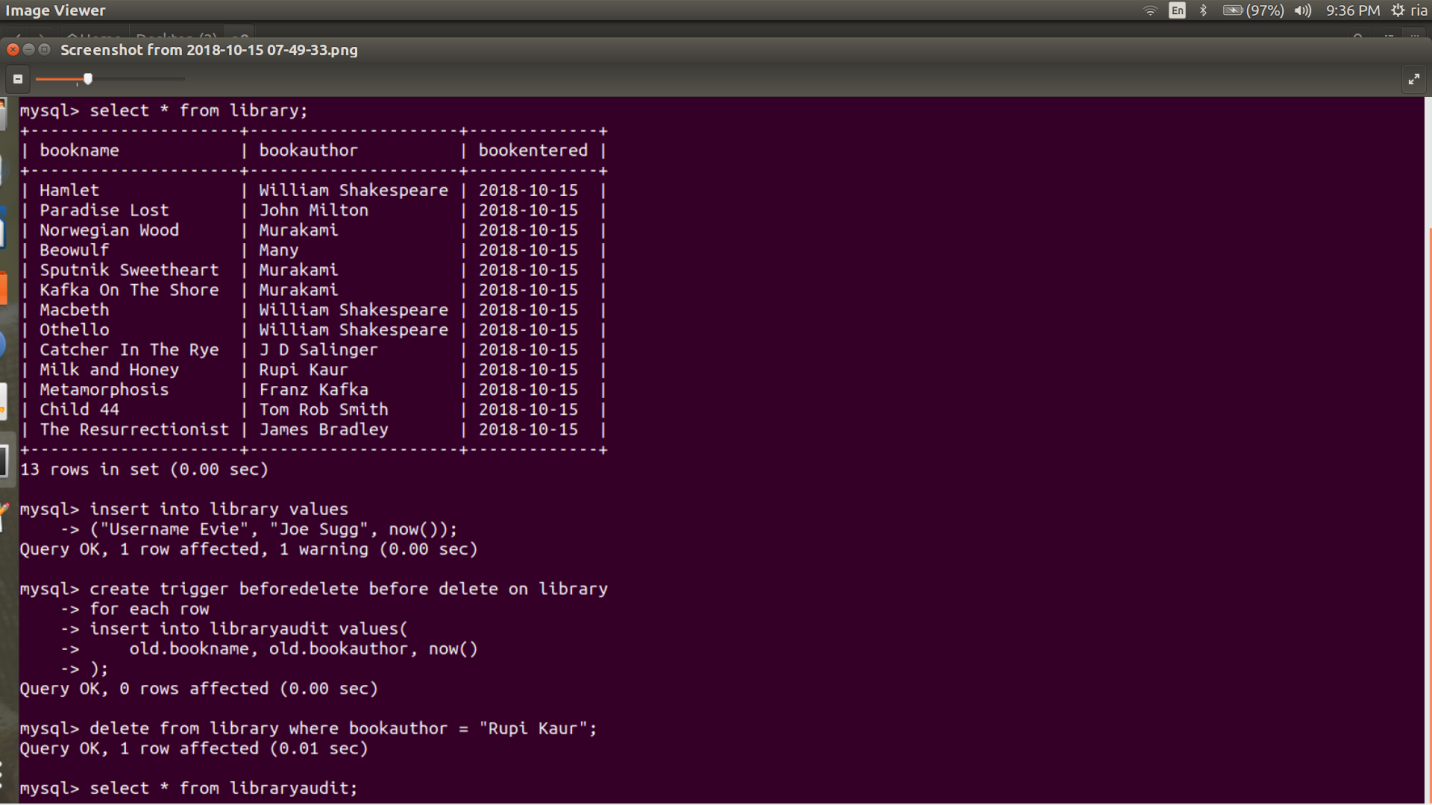 Image Viewer
En (97%) 9:36 PM ria
Screenshot from 2018-10-15 07-49-33.png
mysql> select * from library;
+---------------------+---------------------+-------------+
| bookname            | bookauthor          | bookentered |
+---------------------+---------------------+-------------+
| Hamlet              | William Shakespeare | 2018-10-15  |
| Paradise Lost       | John Milton         | 2018-10-15  |
| Norwegian Wood      | Murakami            | 2018-10-15  |
| Beowulf             | Many                | 2018-10-15  |
| Sputnik Sweetheart  | Murakami            | 2018-10-15  |
| Kafka On The Shore  | Murakami            | 2018-10-15  |
| Macbeth             | William Shakespeare | 2018-10-15  |
| Othello             | William Shakespeare | 2018-10-15  |
| Catcher In The Rye  | J D Salinger        | 2018-10-15  |
| Milk and Honey      | Rupi Kaur           | 2018-10-15  |
| Metamorphosis       | Franz Kafka         | 2018-10-15  |
| Child 44            | Tom Rob Smith       | 2018-10-15  |
| The Resurrectionist | James Bradley       | 2018-10-15  |
+---------------------+---------------------+-------------+
13 rows in set (0.00 sec)
mysql> insert into library values
    -> ("Username Evie", "Joe Sugg", now());
Query OK, 1 row affected, 1 warning (0.00 sec)
mysql> create trigger beforedelete before delete on library
    -> for each row
    -> insert into libraryaudit values(
    ->     old.bookname, old.bookauthor, now()
    -> );
Query OK, 0 rows affected (0.00 sec)
mysql> delete from library where bookauthor = "Rupi Kaur";
Query OK, 1 row affected (0.01 sec)
mysql> select * from libraryaudit;